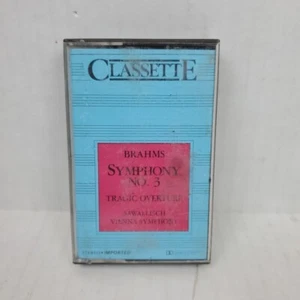 CLASSETTE
BRAHMS
SYMPHONY
NO. 3
TRAGIC OVERTURE
SAWALLISCH
VIENNA SYMPHONY